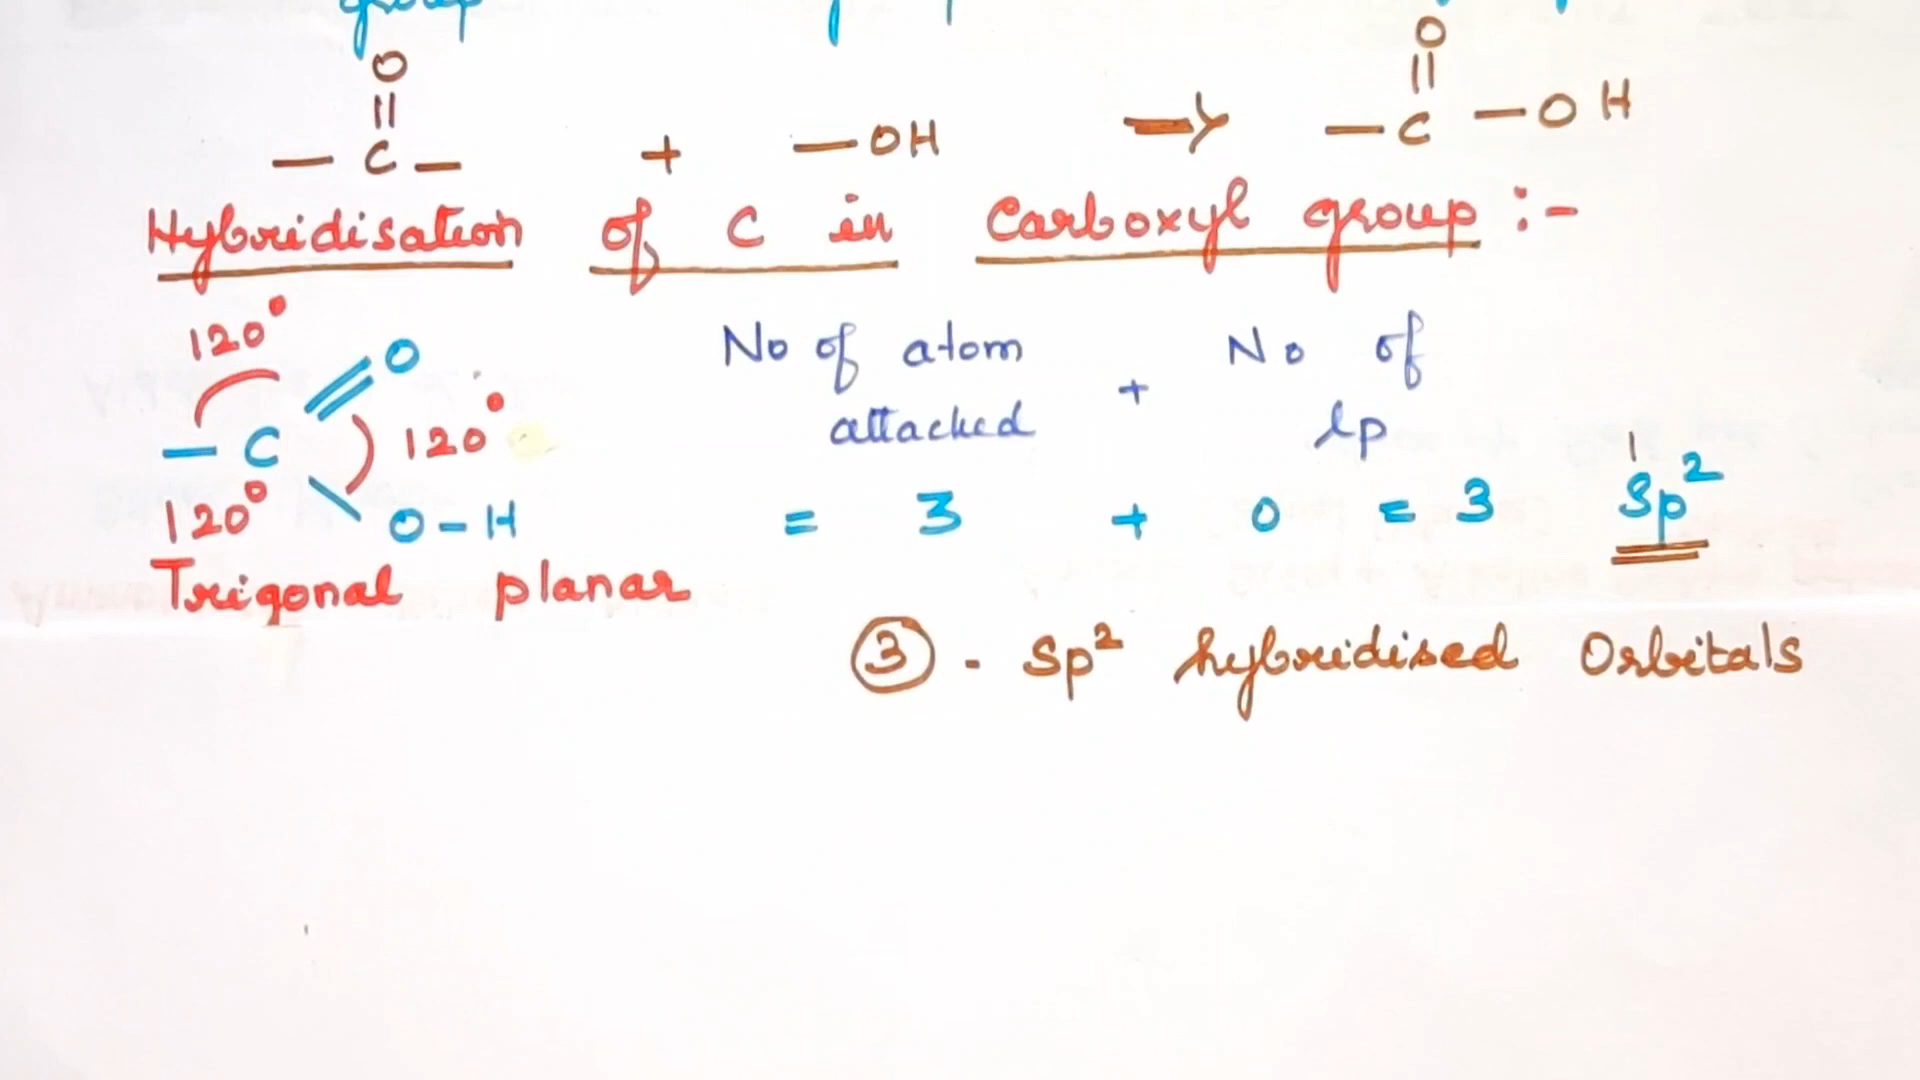 group
O
||
— C — + — OH → — C — OH
O
||
Hybridisation of C in Carboxyl group :-
120°
— C = O
120°
120°
\ O - H
Trigonal planar
No of atom attached + No of lp
= 3 + 0 = 3 Sp²
③ - Sp² hybridised Orbitals